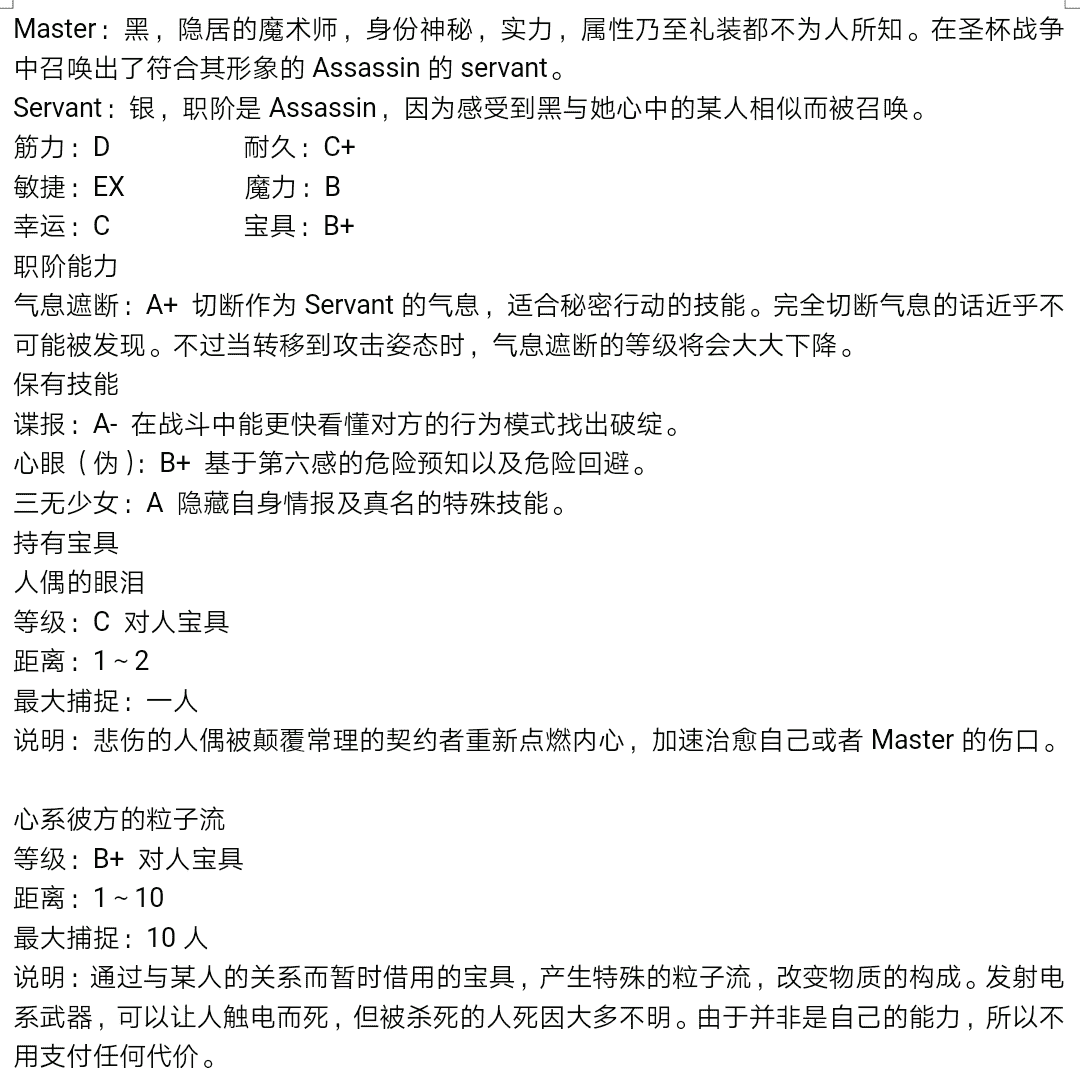 Master：黑，隐居的魔术师，身份神秘，实力，属性乃至礼装都不为人所知。在圣杯战争
中召唤出了符合其形象的 Assassin 的 servant。
Servant：银，职阶是 Assassin，因为感受到黑与她心中的某人相似而被召唤。
筋力：D 耐久：C+
敏捷：EX 魔力：B
幸运：C 宝具：B+
职阶能力
气息遮断：A+ 切断作为 Servant 的气息，适合秘密行动的技能。完全切断气息的话近乎不
可能被发现。不过当转移到攻击姿态时，气息遮断的等级将会大大下降。
保有技能
谍报：A- 在战斗中能更快看懂对方的行为模式找出破绽。
心眼（伪）：B+ 基于第六感的危险预知以及危险回避。
三无少女：A 隐藏自身情报及真名的特殊技能。
持有宝具
人偶的眼泪
等级：C 对人宝具
距离：1～2
最大捕捉：一人
说明：悲伤的人偶被颠覆常理的契约者重新点燃内心，加速治愈自己或者 Master 的伤口。
心系彼方的粒子流
等级：B+ 对人宝具
距离：1～10
最大捕捉：10 人
说明：通过与某人的关系而暂时借用的宝具，产生特殊的粒子流，改变物质的构成。发射电
系武器，可以让人触电而死，但被杀死的人死因大多不明。由于并非是自己的能力，所以不
用支付任何代价。